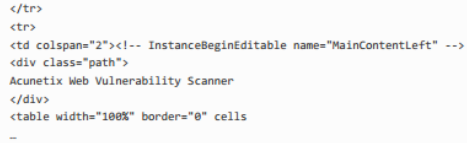 </tr>
<tr>
<td colspan="2"><!-- InstanceBeginEditable name="MainContentLeft" -->
<div class="path">
Acunetix Web Vulnerability Scanner
</div>
<table width="100%" border="0" cells
…